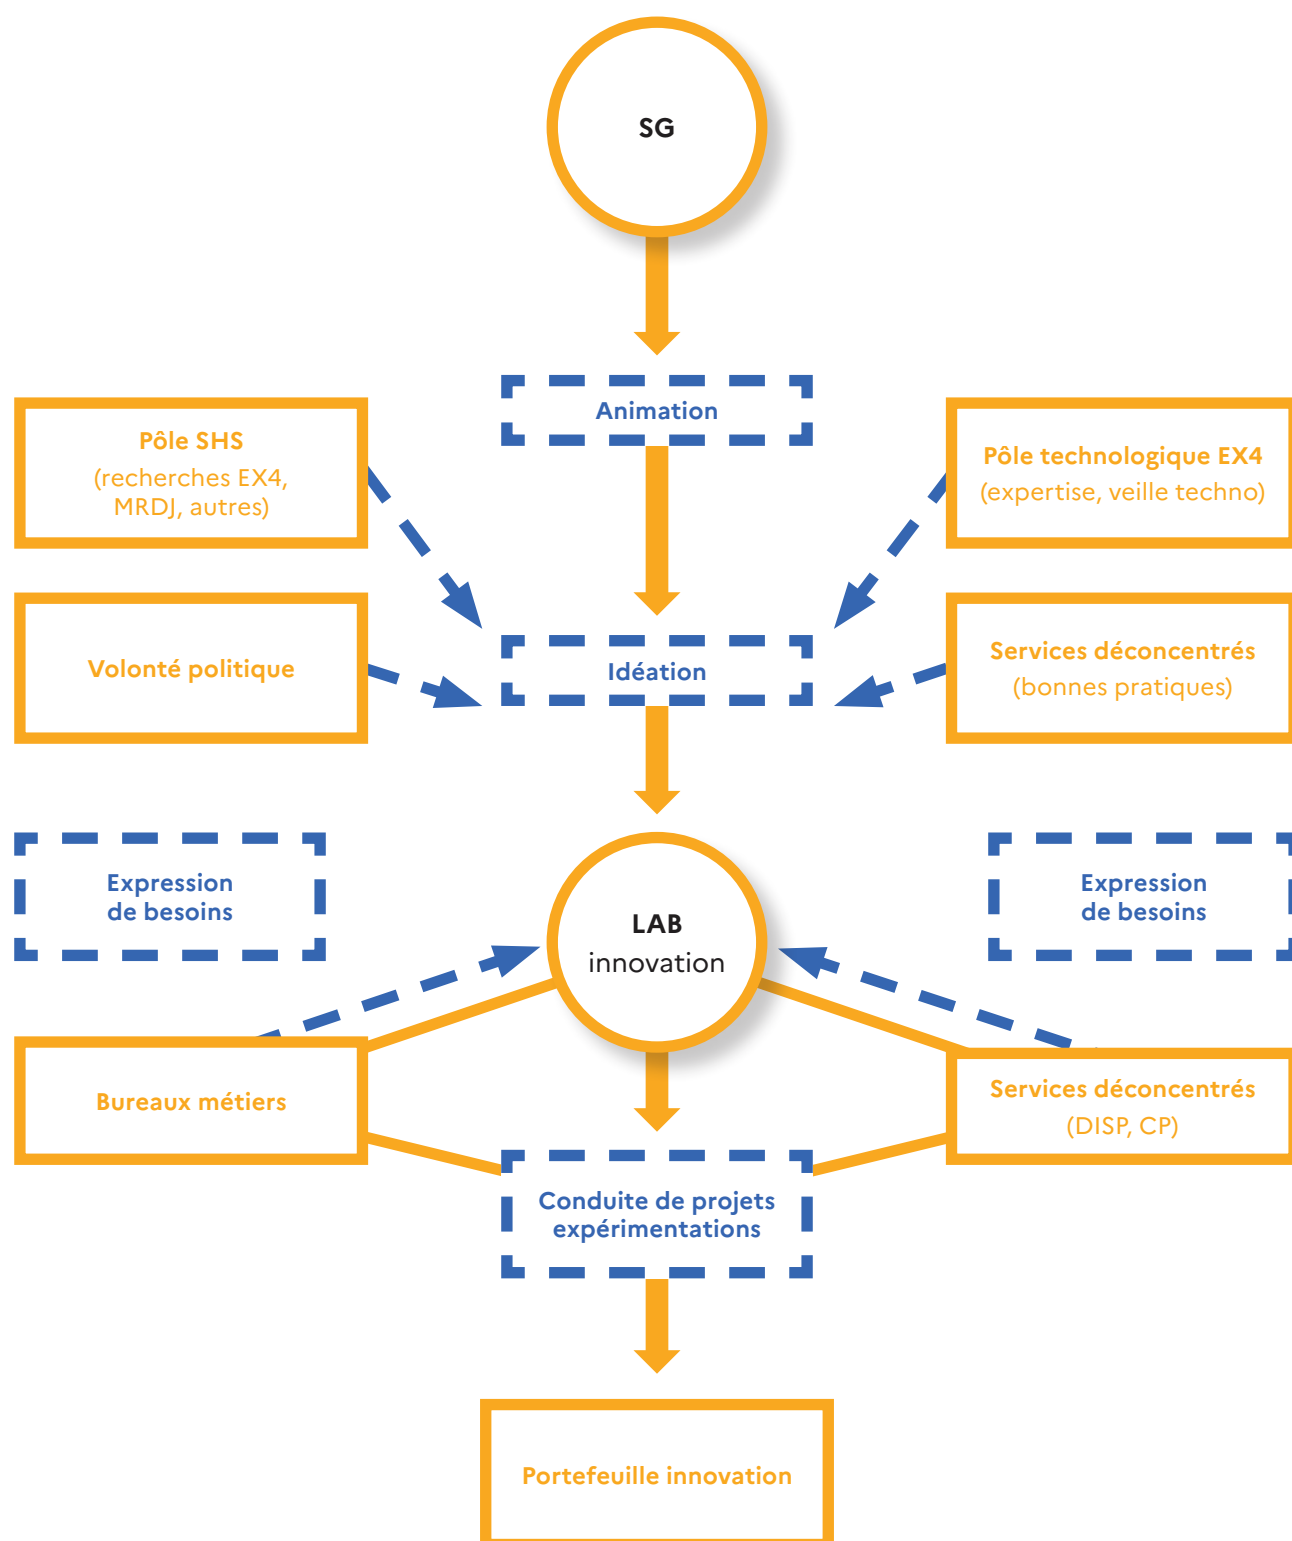 SG
Animation
Pôle SHS
(recherches EX4,
MRDJ, autres)
Pôle technologique EX4
(expertise, veille techno)
Volonté politique
Idéation
Services déconcentrés
(bonnes pratiques)
Expression
de besoins
LAB
innovation
Expression
de besoins
Bureaux métiers
Services déconcentrés
(DISP, CP)
Conduite de projets
expérimentations
Portefeuille innovation